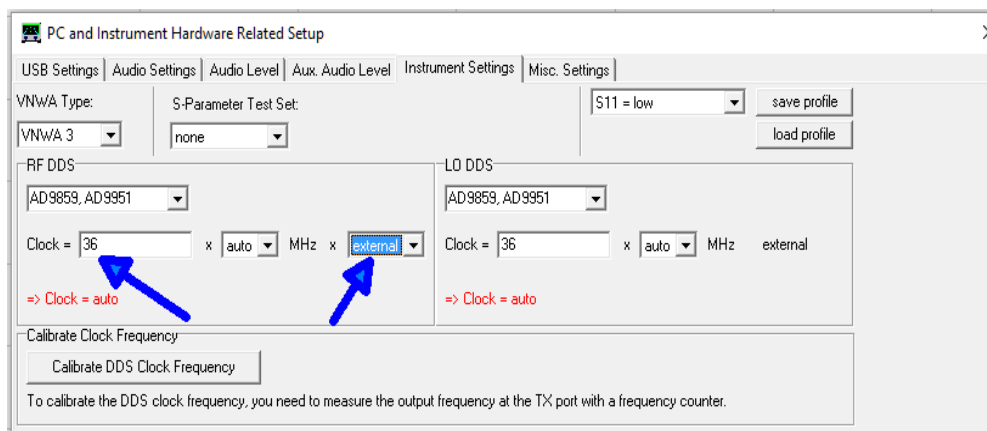 PC and Instrument Hardware Related Setup
USB Settings Audio Settings Audio Level Aux. Audio Level Instrument Settings Misc. Settings
VNWA Type: S-Parameter Test Set: S11 = low save profile
VNWA 3 none load profile
RF DDS LO DDS
AD9859, AD9951 AD9859, AD9951
Clock = 36 x auto MHz x external Clock = 36 x auto MHz external
=> Clock = auto => Clock = auto
Calibrate Clock Frequency
Calibrate DDS Clock Frequency
To calibrate the DDS clock frequency, you need to measure the output frequency at the TX port with a frequency counter.